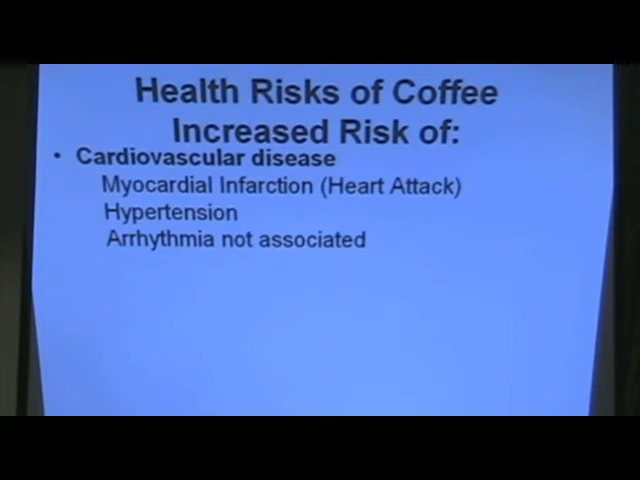 Health Risks of Coffee
Increased Risk of:
• Cardiovascular disease
Myocardial Infarction (Heart Attack)
Hypertension
Arrhythmia not associated